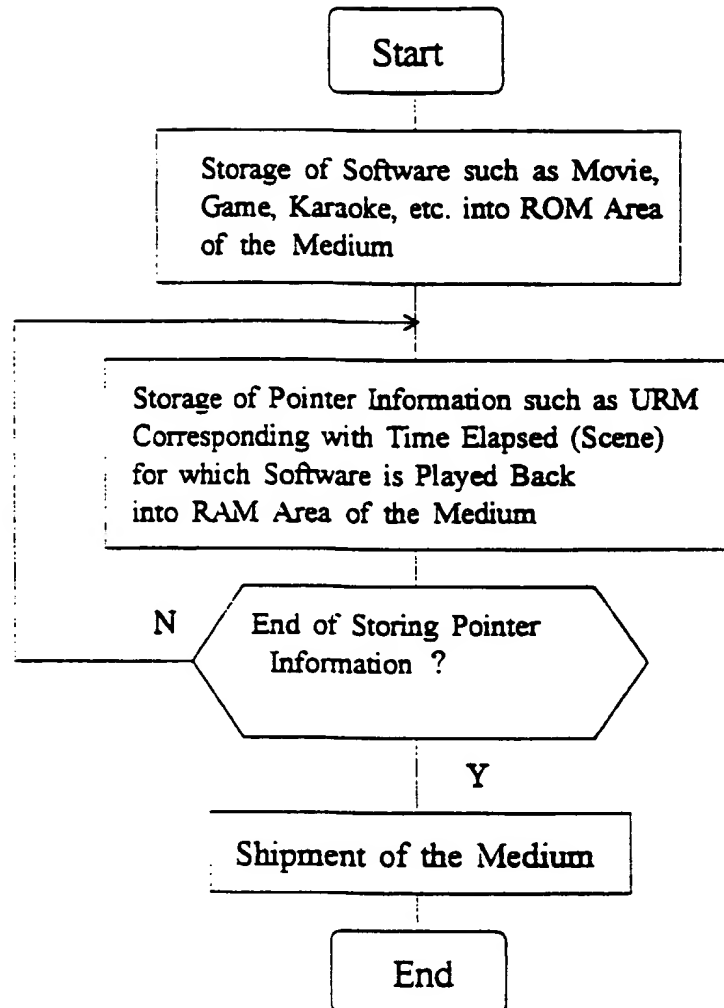 Start
Storage of Software such as Movie,
Game, Karaoke, etc. into ROM Area
of the Medium
Storage of Pointer Information such as URM
Corresponding with Time Elapsed (Scene)
for which Software is Played Back
into RAM Area of the Medium
N
End of Storing Pointer
Information ?
Y
Shipment of the Medium
End